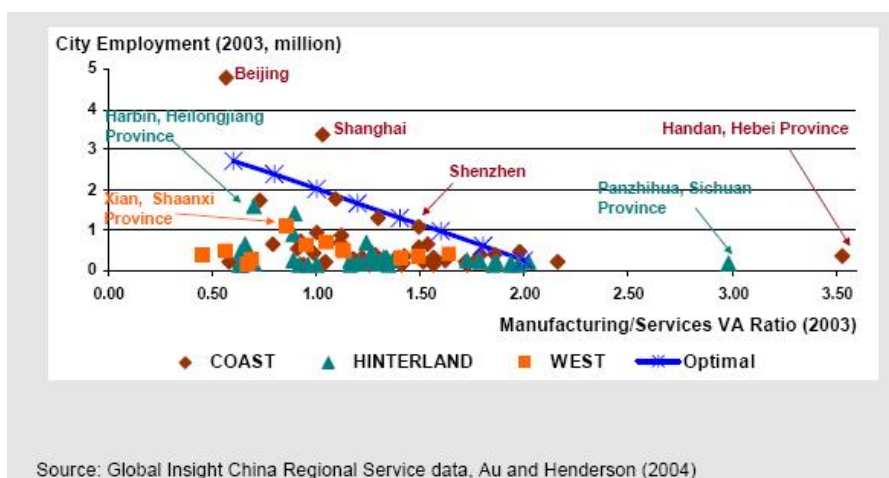 City Employment (2003, million)
5
4
3
2
1
0
Beijing
Harbin, Heilongjiang
Province
Shanghai
Handan, Hebei Province
Shenzhen
Xian, Shaanxi
Province
Panzhihua, Sichuan
Province
0.00 0.50 1.00 1.50 2.00 2.50 3.00 3.50
Manufacturing/Services VA Ratio (2003)
COAST HINTERLAND WEST Optimal
Source: Global Insight China Regional Service data, Au and Henderson (2004)